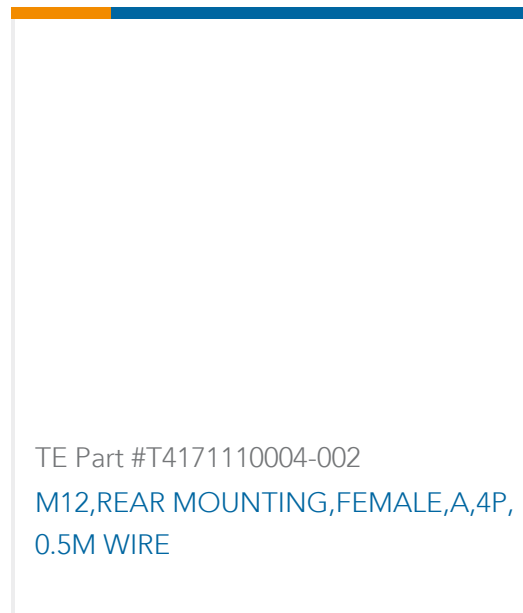 TE Part #T4171110004-002
M12,REAR MOUNTING,FEMALE,A,4P,
0.5M WIRE